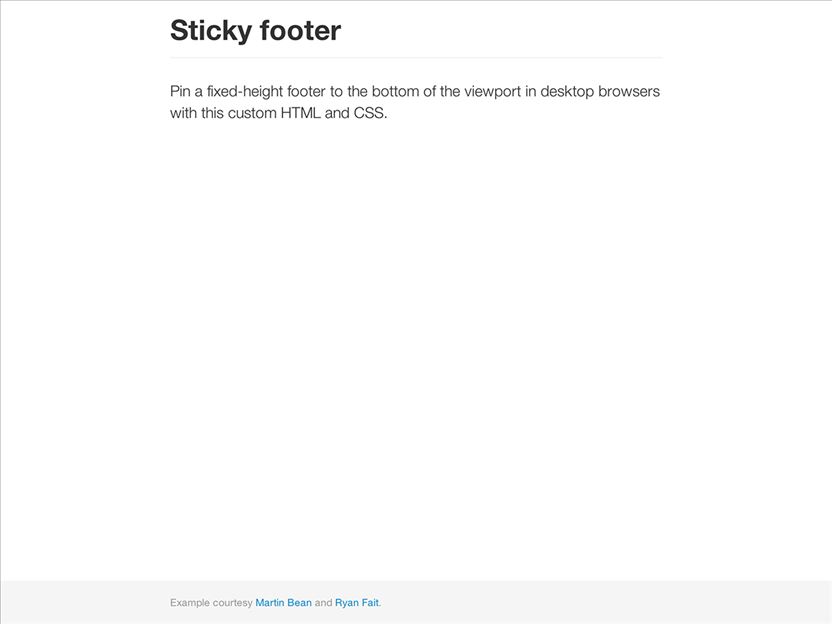 Sticky footer
Pin a fixed-height footer to the bottom of the viewport in desktop browsers
with this custom HTML and CSS.
Example courtesy Martin Bean and Ryan Fait.